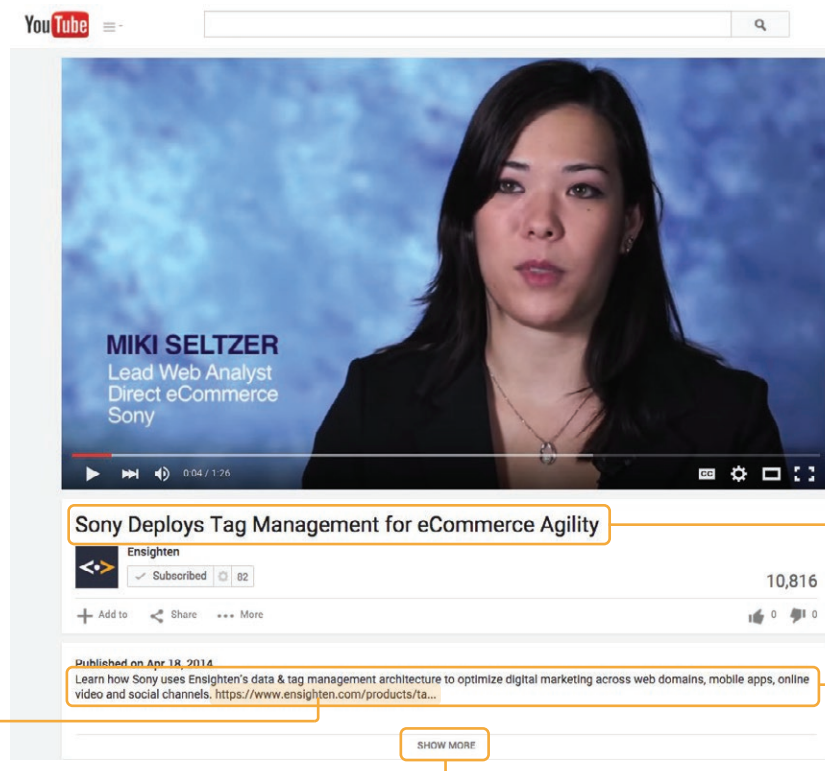 YouTube
MIKI SELTZER
Lead Web Analyst
Direct eCommerce
Sony
0:04 / 1:26
CC
Sony Deploys Tag Management for eCommerce Agility
Ensighten
Subscribed 82
10,816
Add to Share More 0 0
Published on Apr 18, 2014
Learn how Sony uses Ensighten's data & tag management architecture to optimize digital marketing across web domains, mobile apps, online
video and social channels. https://www.ensighten.com/products/ta...
SHOW MORE